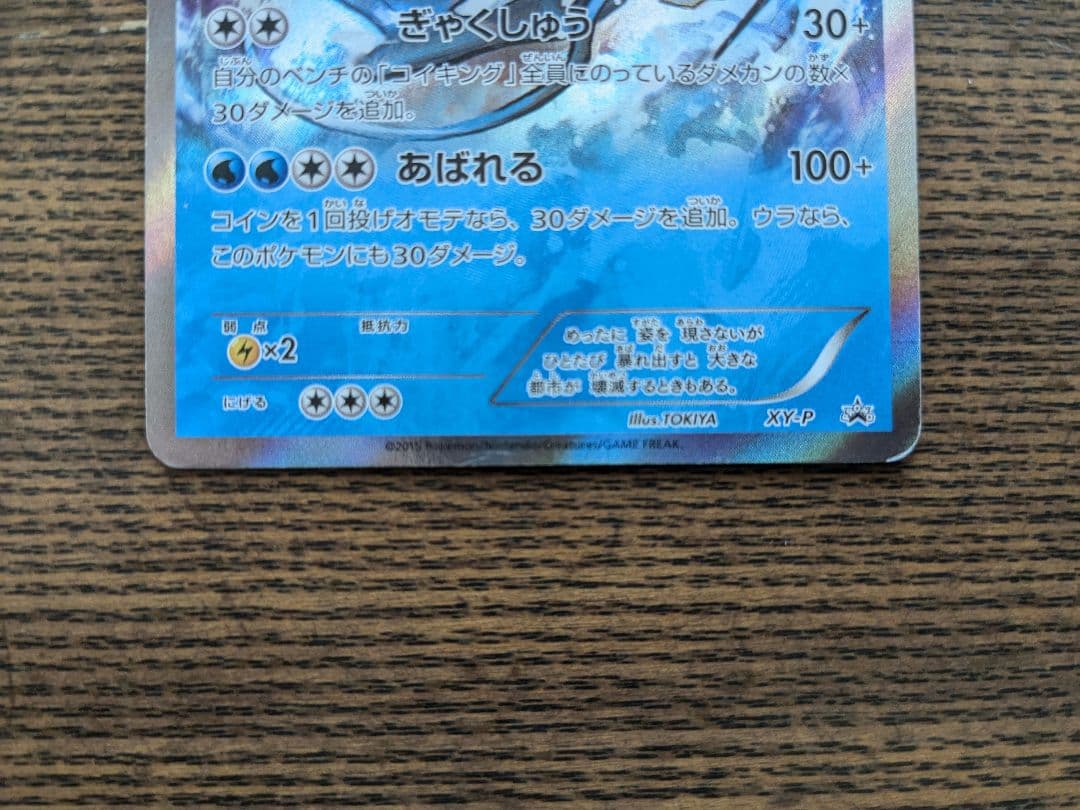 ぎゃくしゅう 30+
自分のベンチの「コイキング」全員にのっているダメカンの数×
30ダメージを追加。
あばれる 100+
コインを1回投げオモテなら、30ダメージを追加。ウラなら、
このポケモンにも30ダメージ。
弱点 抵抗力
×2
にげる
めったに 姿を 現さないが
ひとたび 暴れ出すと 大きな
都市が 壊滅するときもある。
illus. TOKIYA XY-P
©2015 Pokémon/Nintendo/Creatures/GAME FREAK.